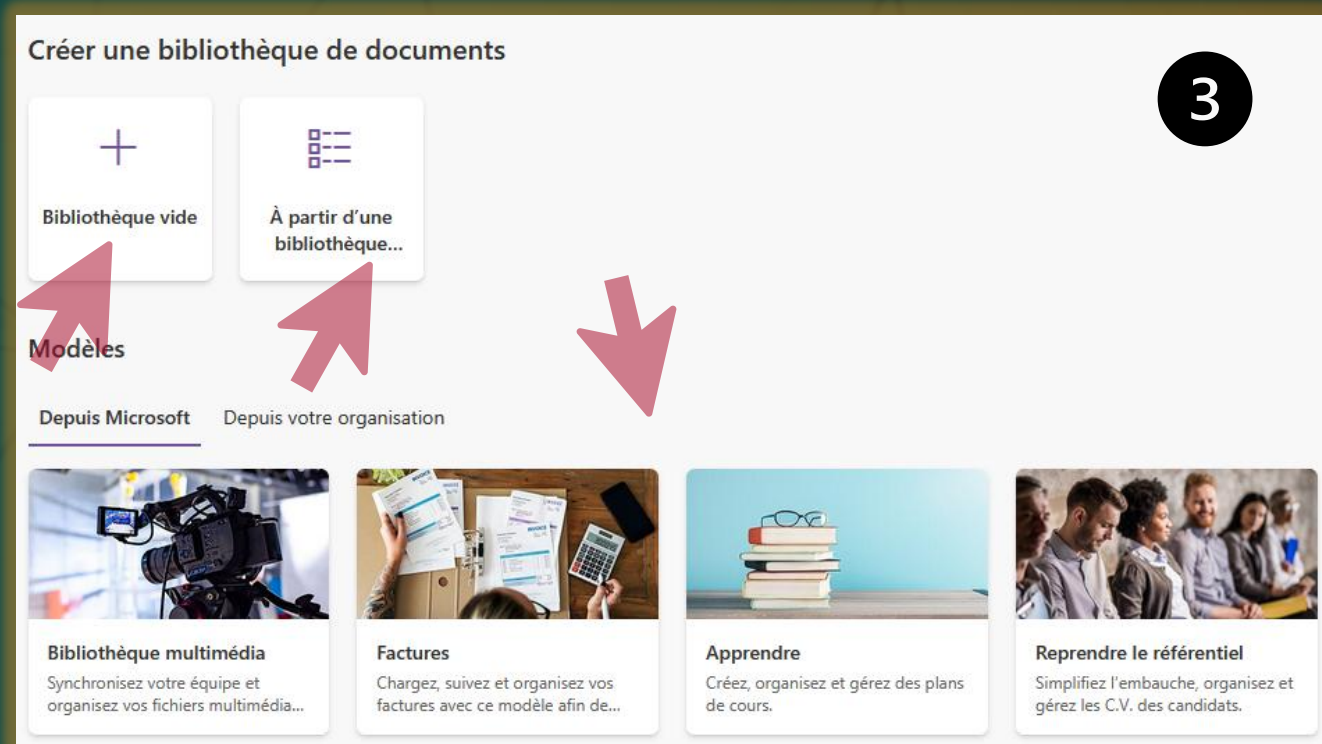 Créer une bibliothèque de documents
3
Bibliothèque vide
À partir d’une
bibliothèque...
Modèles
Depuis Microsoft
Depuis votre organisation
Bibliothèque multimédia
Synchronisez votre équipe et
organisez vos fichiers multimédia...
Factures
Chargez, suivez et organisez vos
factures avec ce modèle afin de...
Apprendre
Créez, organisez et gérez des plans
de cours.
Reprendre le référentiel
Simplifiez l'embauche, organisez et
gérez les C.V. des candidats.